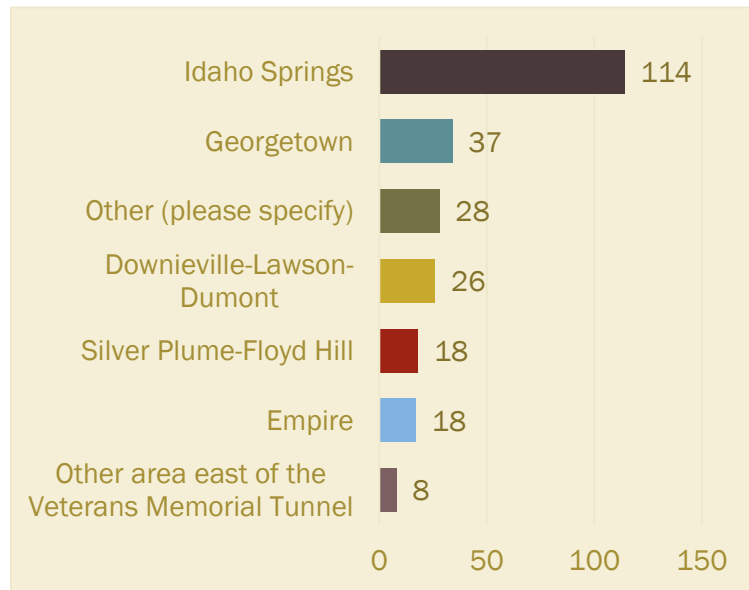 Idaho Springs 114
Georgetown 37
Other (please specify) 28
Downieville-Lawson-
Dumont 26
Silver Plume-Floyd Hill 18
Empire 18
Other area east of the
Veterans Memorial Tunnel 8
0 50 100 150